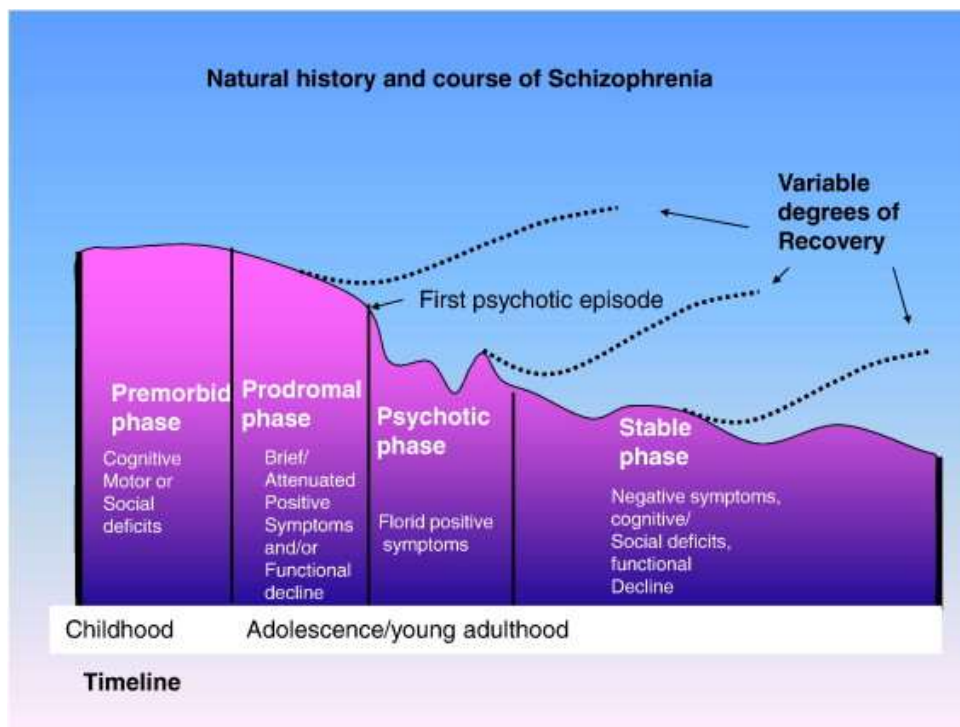 Natural history and course of Schizophrenia
Variable
degrees of
Recovery
First psychotic episode
Premorbid
phase
Cognitive
Motor or
Social
deficits
Prodromal
phase
Brief/
Attenuated
Positive
Symptoms
and/or
Functional
decline
Psychotic
phase
Florid positive
symptoms
Stable
phase
Negative symptoms,
cognitive/
Social deficits,
functional
Decline
Childhood
Adolescence/young adulthood
Timeline